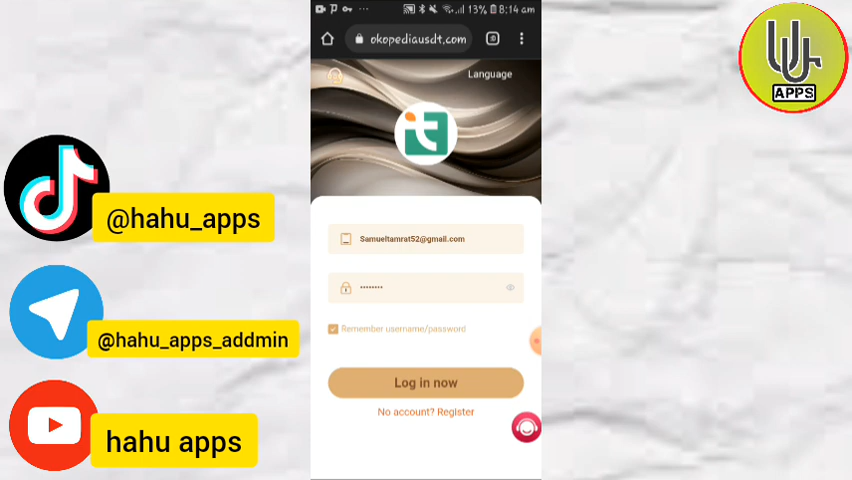 13% 8:14 am
okopediausdt.com
Language
Samueltamrat52@gmail.com
Remember username/password
Log in now
No account? Register
@hahu_apps
@hahu_apps_addmin
hahu apps
APPS